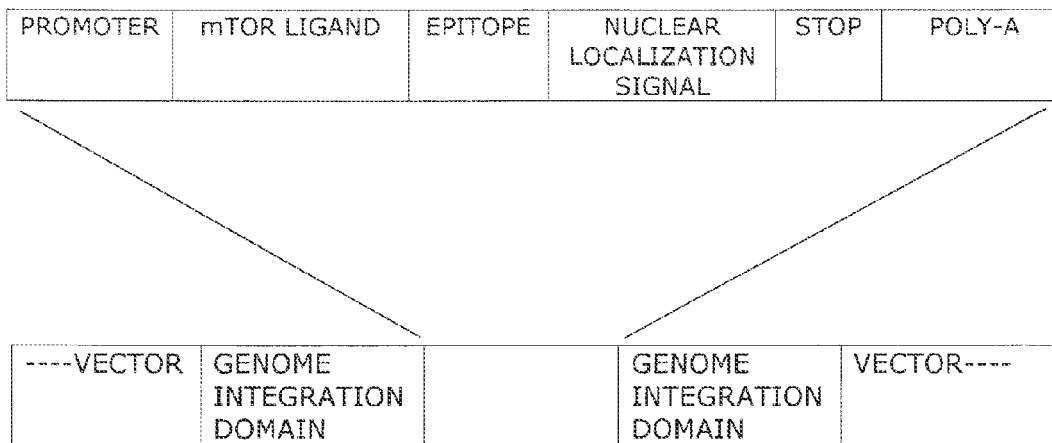 PROMOTER mTOR LIGAND EPITOPE NUCLEAR LOCALIZATION SIGNAL STOP POLY-A
----VECTOR GENOME INTEGRATION DOMAIN GENOME INTEGRATION DOMAIN VECTOR----